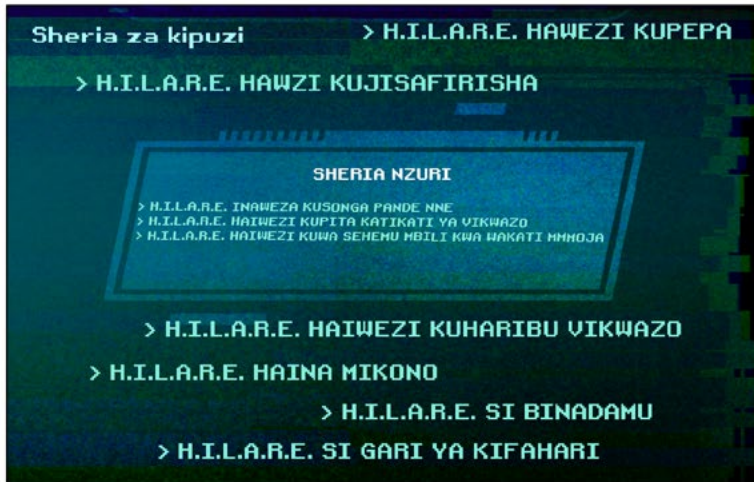 Sheria za kipuzi
> H.I.L.A.R.E. HAWEZI KUPEPA
> H.I.L.A.R.E. HAWZI KUJISAFIRISHA
SHERIA NZURI
> H.I.L.A.R.E. INAWEZA KUSONGA PANDE NNE
> H.I.L.A.R.E. HAIWEZI KUPITA KATIKATI YA VIKWAZO
> H.I.L.A.R.E. HAIWEZI KUWA SEHEMU MBILI KWA WAKATI MMMOJA
> H.I.L.A.R.E. HAIWEZI KUHARIBU VIKWAZO
> H.I.L.A.R.E. HAINA MIKONO
> H.I.L.A.R.E. SI BINADAMU
> H.I.L.A.R.E. SI GARI YA KIFAHARI